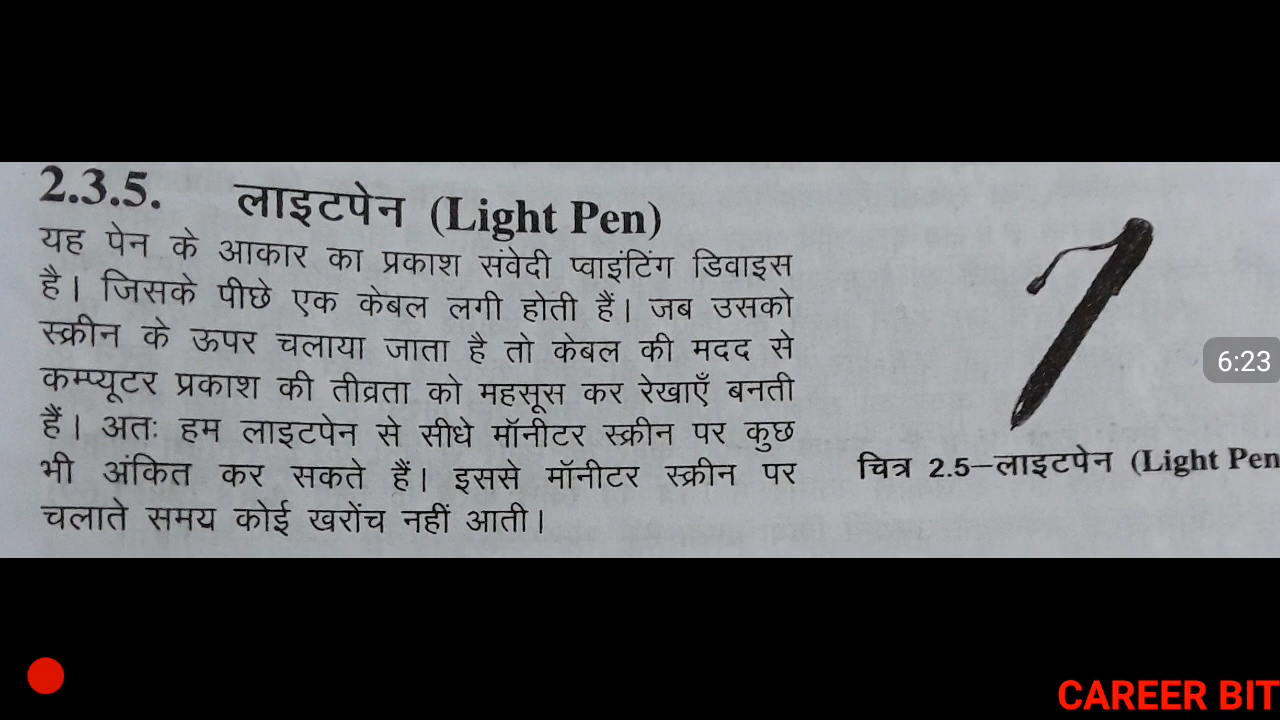 2.3.5. लाइटपेन (Light Pen)
यह पेन के आकार का प्रकाश संवेदी प्वाइंटिंग डिवाइस
है। जिसके पीछे एक केबल लगी होती हैं। जब उसको
स्क्रीन के ऊपर चलाया जाता है तो केबल की मदद से
कम्प्यूटर प्रकाश की तीव्रता को महसूस कर रेखाएँ बनती
हैं। अतः हम लाइटपेन से सीधे मॉनीटर स्क्रीन पर कुछ
भी अंकित कर सकते हैं। इससे मॉनीटर स्क्रीन पर
चलाते समय कोई खरोंच नहीं आती।
चित्र 2.5–लाइटपेन (Light Pen
6:23
CAREER BIT